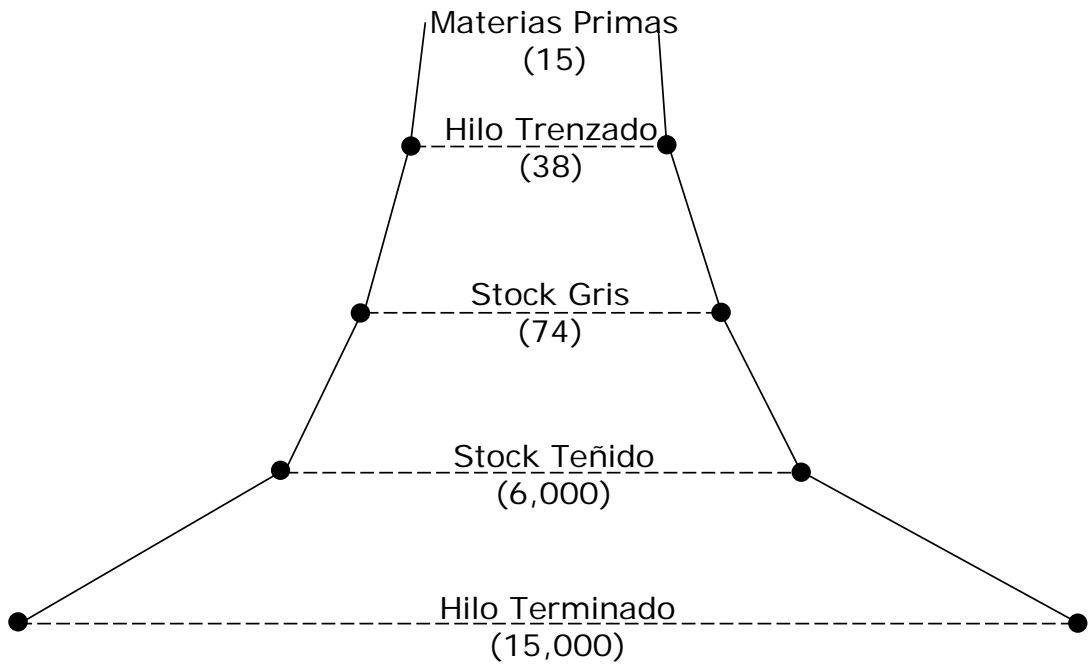 Materias Primas
(15)
Hilo Trenzado
(38)
Stock Gris
(74)
Stock Teñido
(6,000)
Hilo Terminado
(15,000)